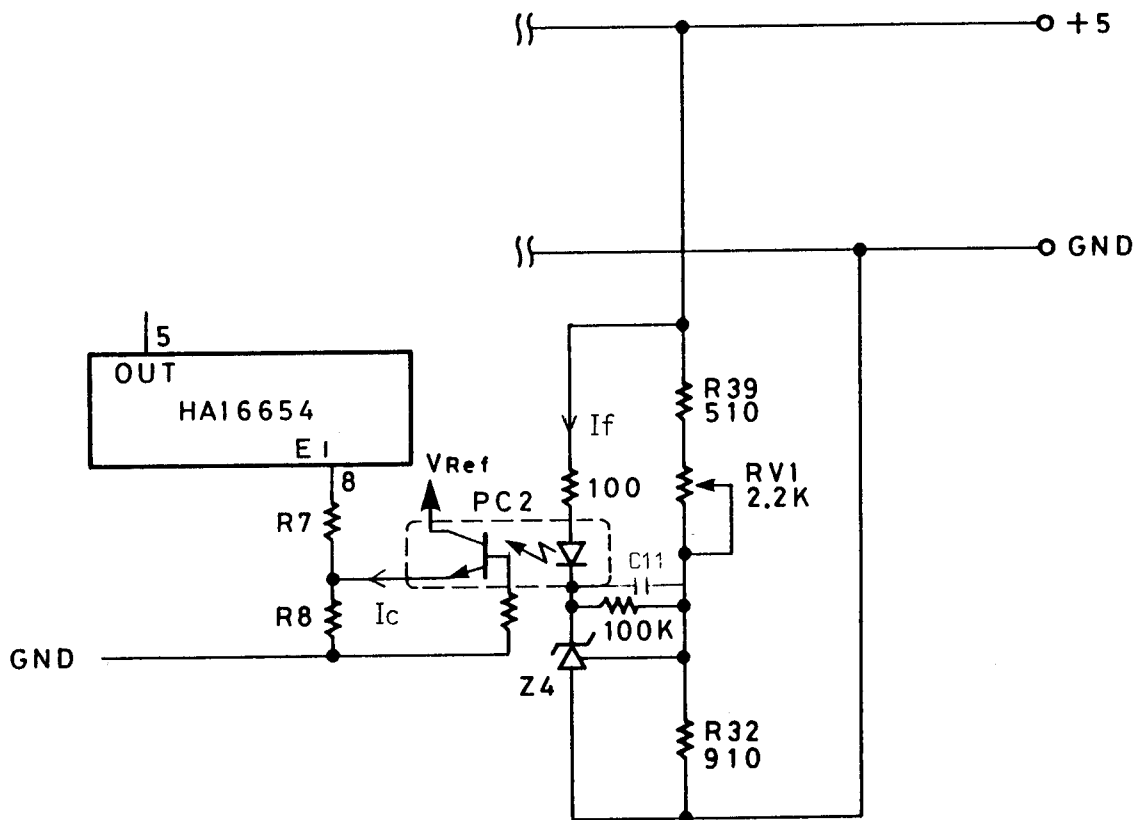 +5
GND
5
OUT
HA16654
E1
8
VRef
PC2
If
100
R39
510
RV1
2.2K
R7
C11
R8
Ic
100K
GND
Z4
R32
910